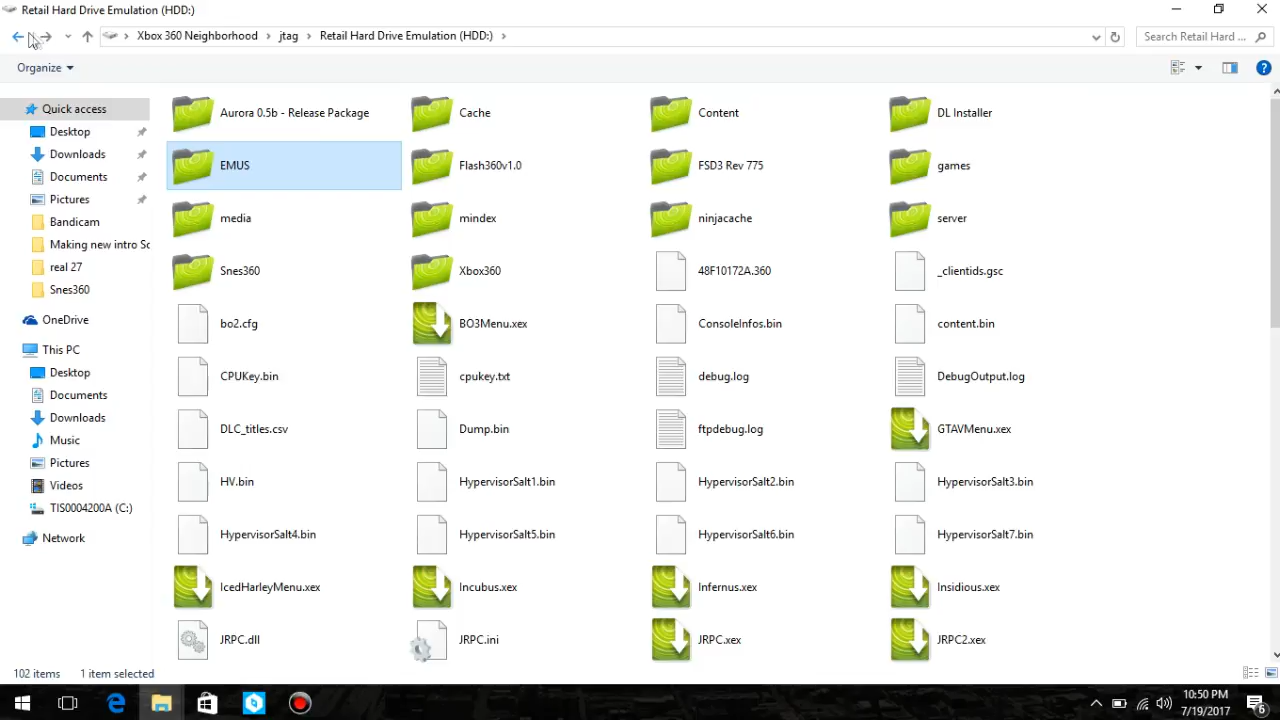 Retail Hard Drive Emulation (HDD:)
Xbox 360 Neighborhood
jtag
Retail Hard Drive Emulation (HDD:)
Search Retail Hard ...
Organize
Quick access
Desktop
Downloads
Documents
Pictures
Bandicam
Making new intro Sc
real 27
Snes360
OneDrive
This PC
Desktop
Documents
Downloads
Music
Pictures
Videos
TIS0004200A (C:)
Network
Aurora 0.5b - Release Package
Cache
Content
DL Installer
EMUS
Flash360v1.0
FSD3 Rev 775
games
media
mindex
ninjacache
server
Snes360
Xbox360
48F10172A.360
_clientids.gsc
bo2.cfg
BO3Menu.xex
ConsoleInfos.bin
content.bin
CPUKey.bin
cpukey.txt
debug.log
DebugOutput.log
DLC_titles.csv
Dump.bin
ftpdebug.log
GTAVMenu.xex
HV.bin
HypervisorSalt1.bin
HypervisorSalt2.bin
HypervisorSalt3.bin
HypervisorSalt4.bin
HypervisorSalt5.bin
HypervisorSalt6.bin
HypervisorSalt7.bin
IcedHarleyMenu.xex
Incubus.xex
Infernus.xex
Insidious.xex
JRPC.dll
JRPC.ini
JRPC.xex
JRPC2.xex
102 items
1 item selected
10:50 PM
7/19/2017
6